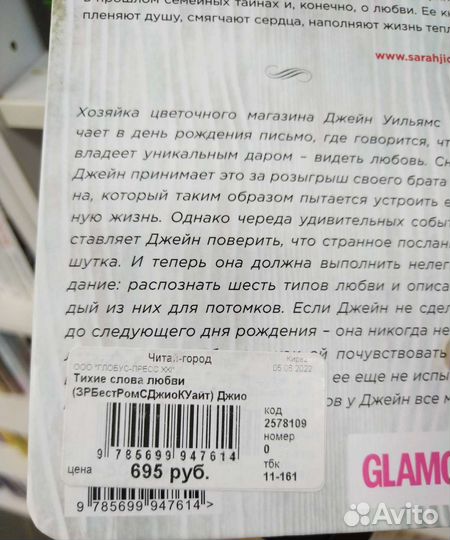 в прошлом семейных тайнах и, конечно, о любви. Ее к
пленяют душу, смягчают сердца, наполняют жизнь теп
www.sarahjio
Хозяйка цветочного магазина Джейн Уильямс
чает в день рождения письмо, где говорится, чт
владеет уникальным даром – видеть любовь. Сн
Джейн принимает это за розыгрыш своего брата
на, который таким образом пытается устроить е
ную жизнь. Однако череда удивительных собы
ставляет Джейн поверить, что странное послан
шутка. И теперь она должна выполнить нелег
дание: распознать шесть типов любви и описа
дый из них для потомков. Если Джейн не сде
до следующего дня рождения – она никогда не
ой почувствовать
ее еще не испы
ов у Джейн все м
Читай-город
ООО "ГЛОБУС-ПРЕСС XXI"
05.06.2022
Тихие слова любви
(ЗРБестРомСДжиоКУайт) Джио
код
2578109
номер
0
9 785699 947614
цена 695 руб.
тбк
11-161
9 785699 947614 >
GLAMO
Avito